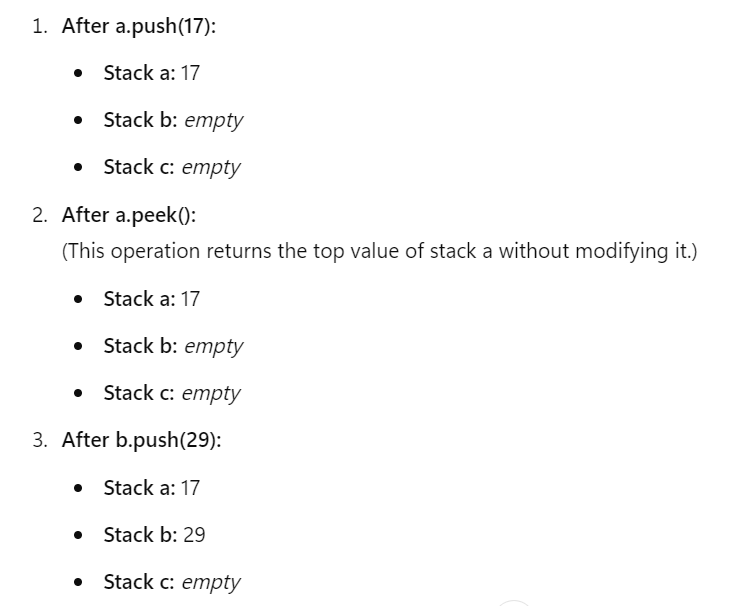 1. After a.push(17):
• Stack a: 17
• Stack b: empty
• Stack c: empty
2. After a.peek():
(This operation returns the top value of stack a without modifying it.)
• Stack a: 17
• Stack b: empty
• Stack c: empty
3. After b.push(29):
• Stack a: 17
• Stack b: 29
• Stack c: empty